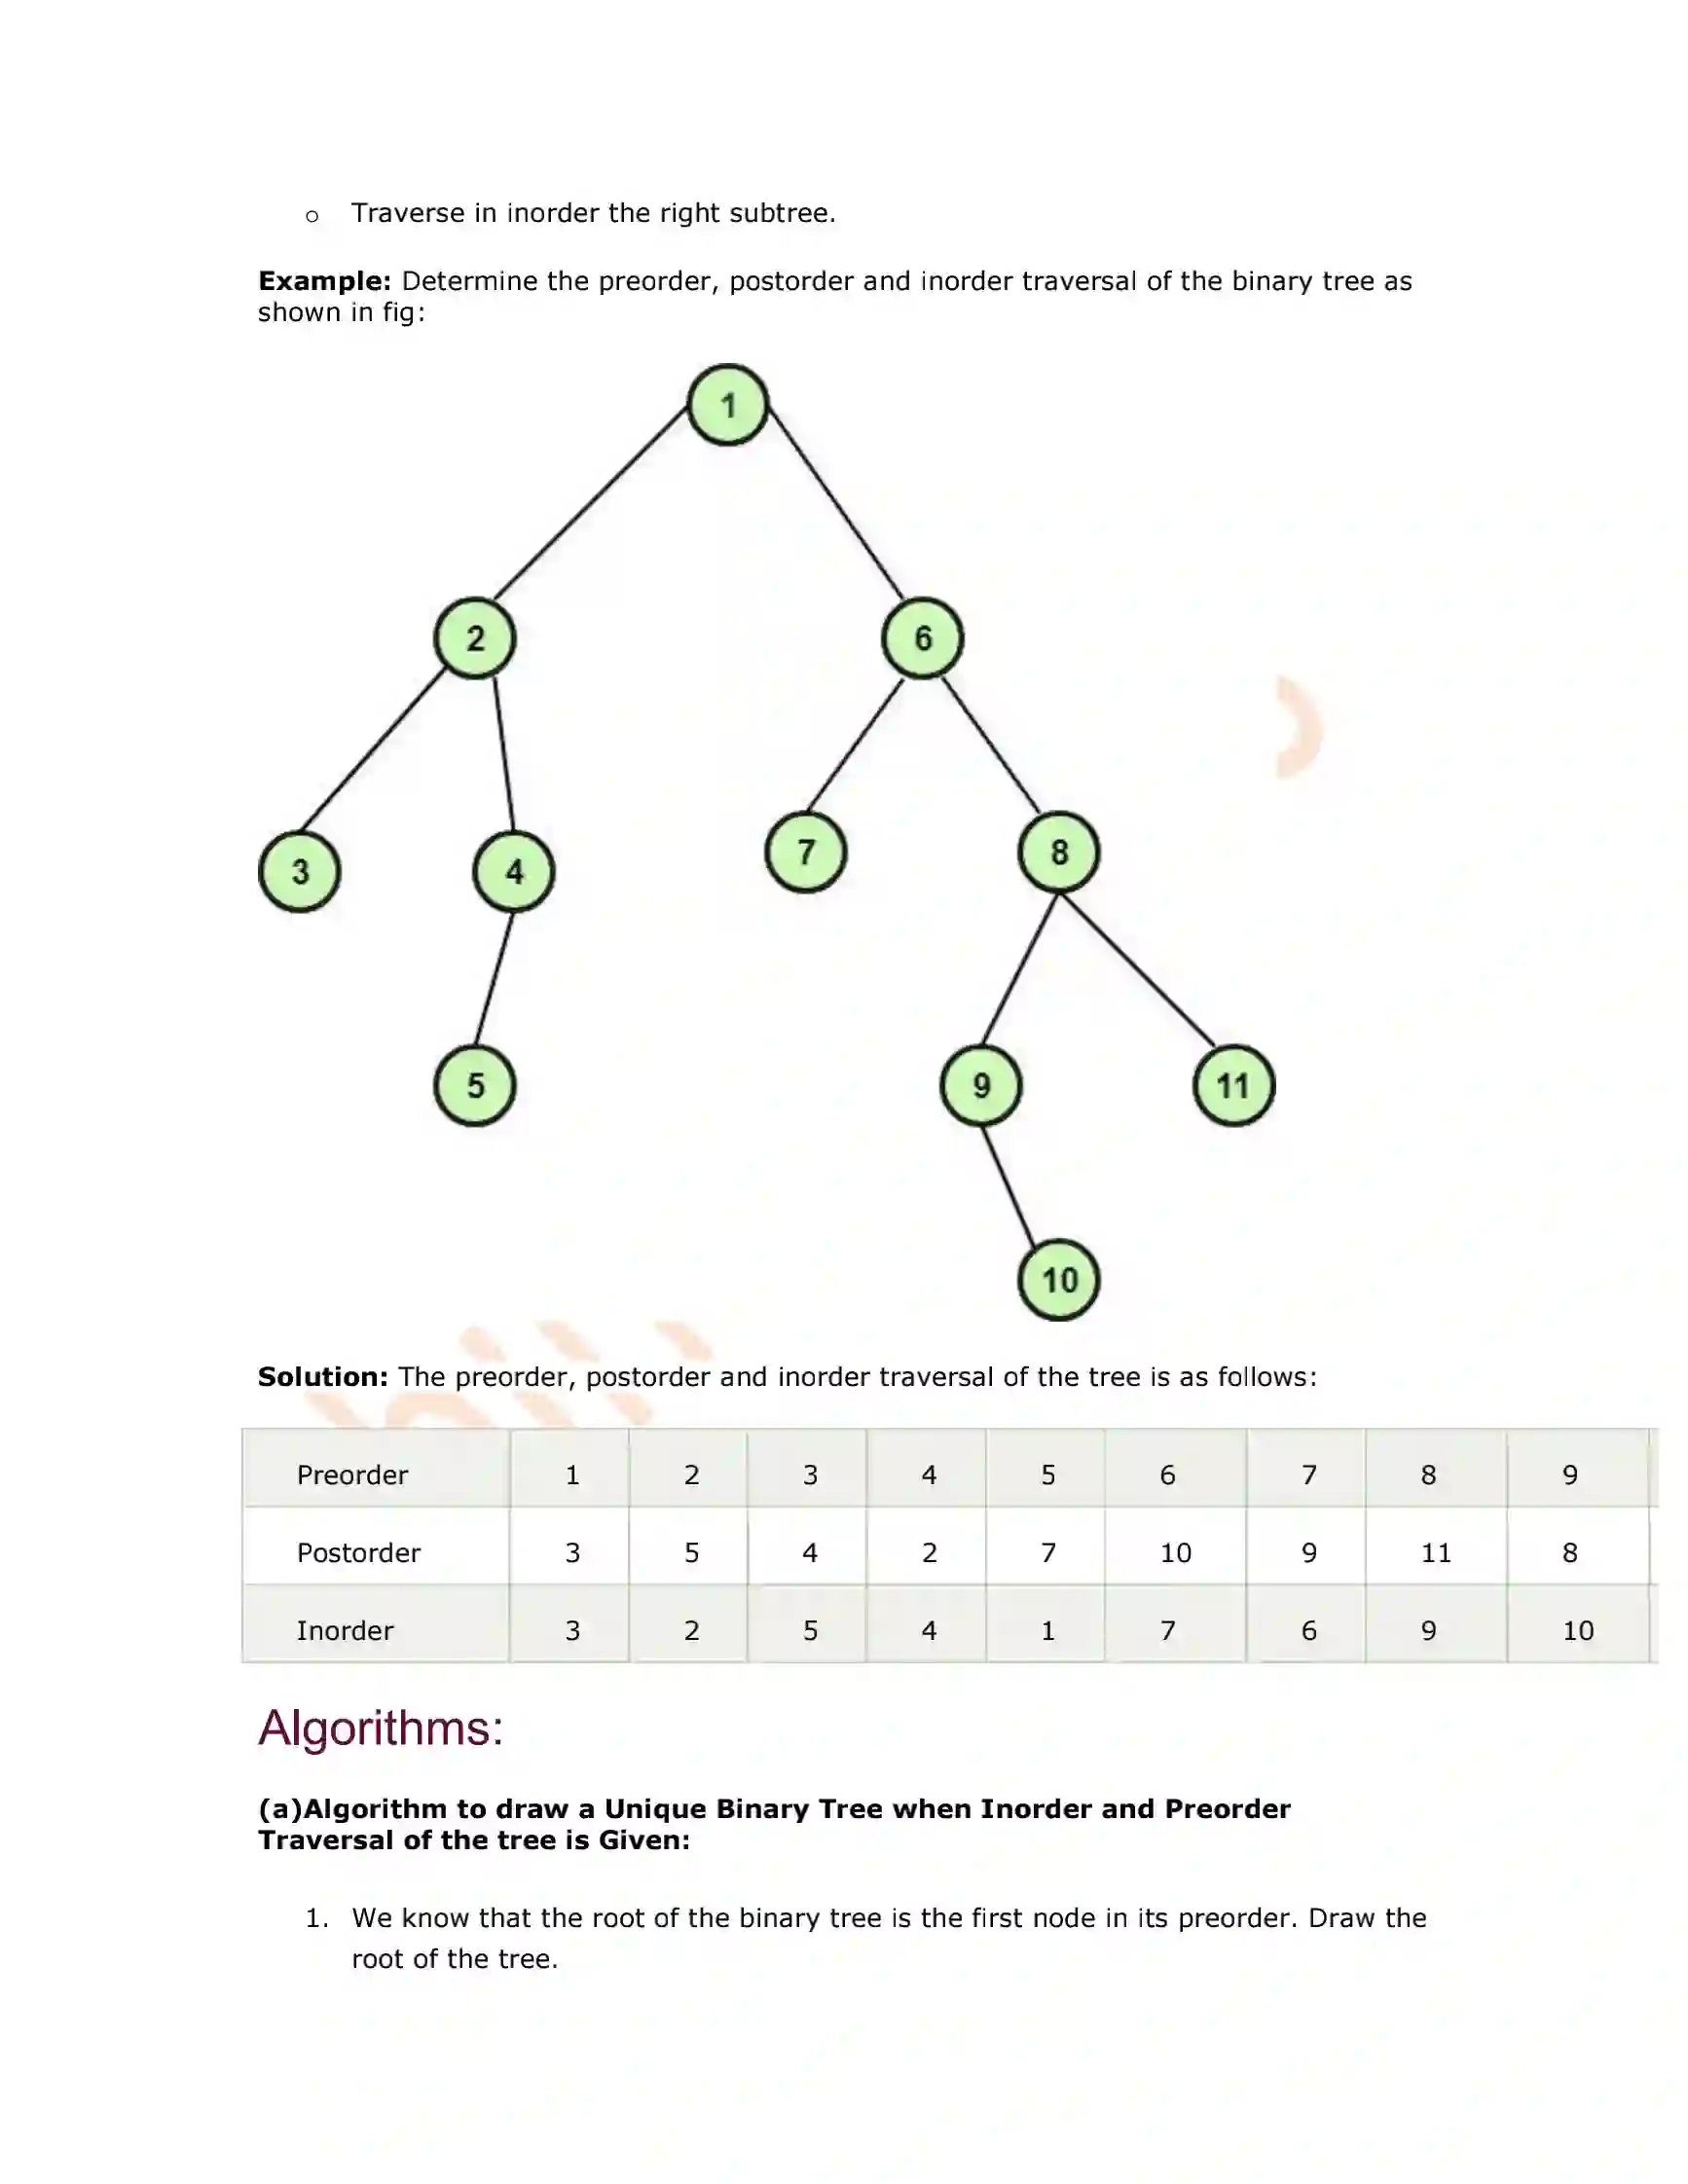 o Traverse in inorder the right subtree.
Example: Determine the preorder, postorder and inorder traversal of the binary tree as
shown in fig:
1
2 6
3 4 7 8
5 9 11
10
Solution: The preorder, postorder and inorder traversal of the tree is as follows:
Preorder 1 2 3 4 5 6 7 8 9
Postorder 3 5 4 2 7 10 9 11 8
Inorder 3 2 5 4 1 7 6 9 10
Algorithms:
(a)Algorithm to draw a Unique Binary Tree when Inorder and Preorder
Traversal of the tree is Given:
1. We know that the root of the binary tree is the first node in its preorder. Draw the
root of the tree.